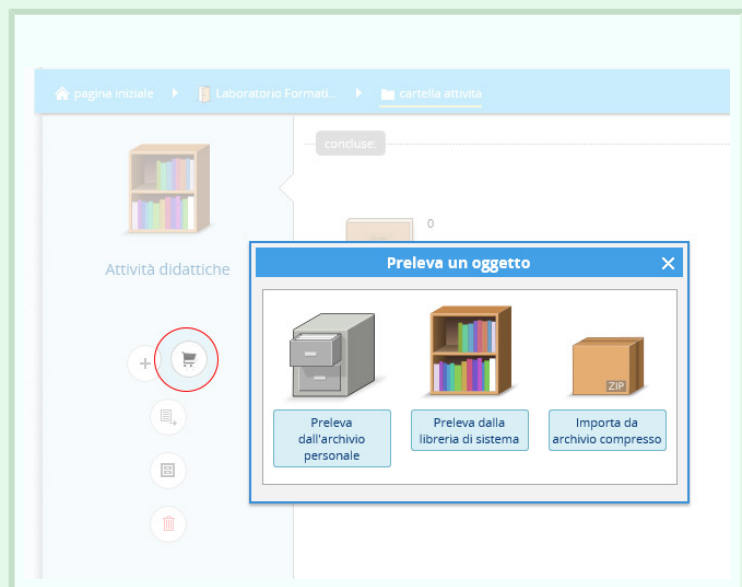 pagina iniziale Laboratorio Formati... cartella attività
concluse:
0
Attività didattiche
Preleva un oggetto
ZIP
Preleva dall'archivio personale
Preleva dalla libreria di sistema
Importa da archivio compresso